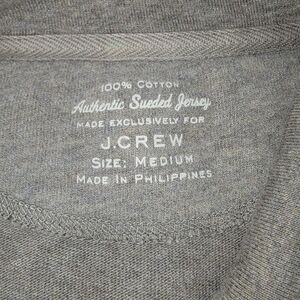 100% COTTON
Authentic Sueded Jersey
MADE EXCLUSIVELY FOR
J.CREW
SIZE: MEDIUM
MADE IN PHILIPPINES